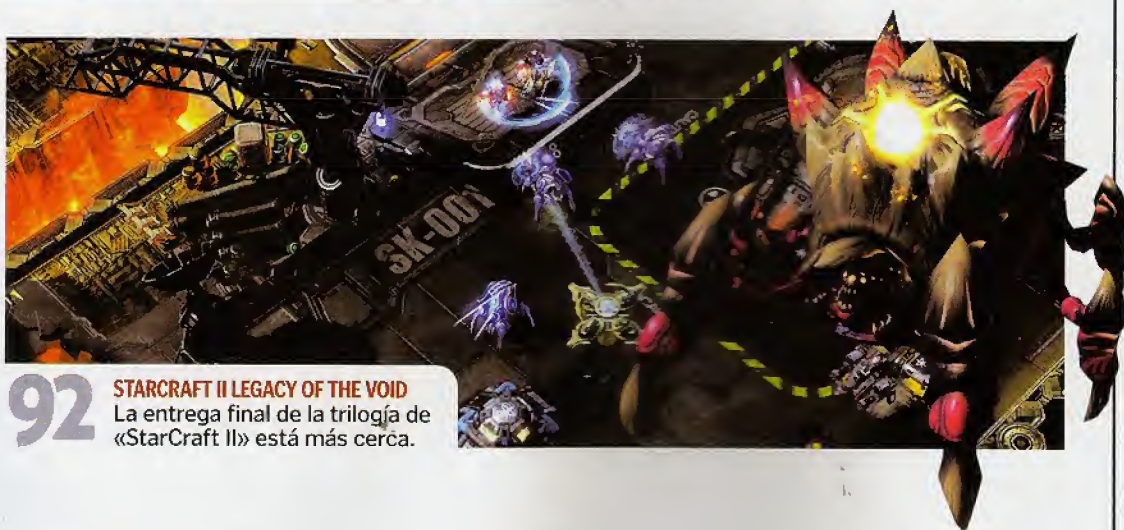 SK-001
92
STARCRAFT II LEGACY OF THE VOID
La entrega final de la trilogía de
«StarCraft II» está más cerca.